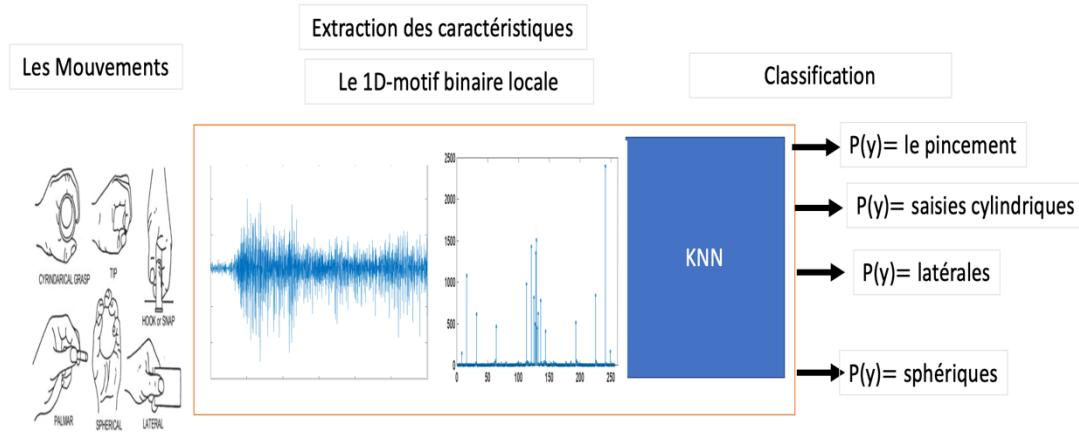 Extraction des caractéristiques
Les Mouvements
Le 1D-motif binaire locale
Classification
CYRINDARICAL GRASP
TIP
HOOK or SNAP
PALMAR
SPHERICAL
LATERAL
2500
2000
1500
1000
500
0
0
50
100
150
200
250
KNN
P(y)= le pincement
P(y)= saisies cylindriques
P(y)= latérales
P(y)= sphériques